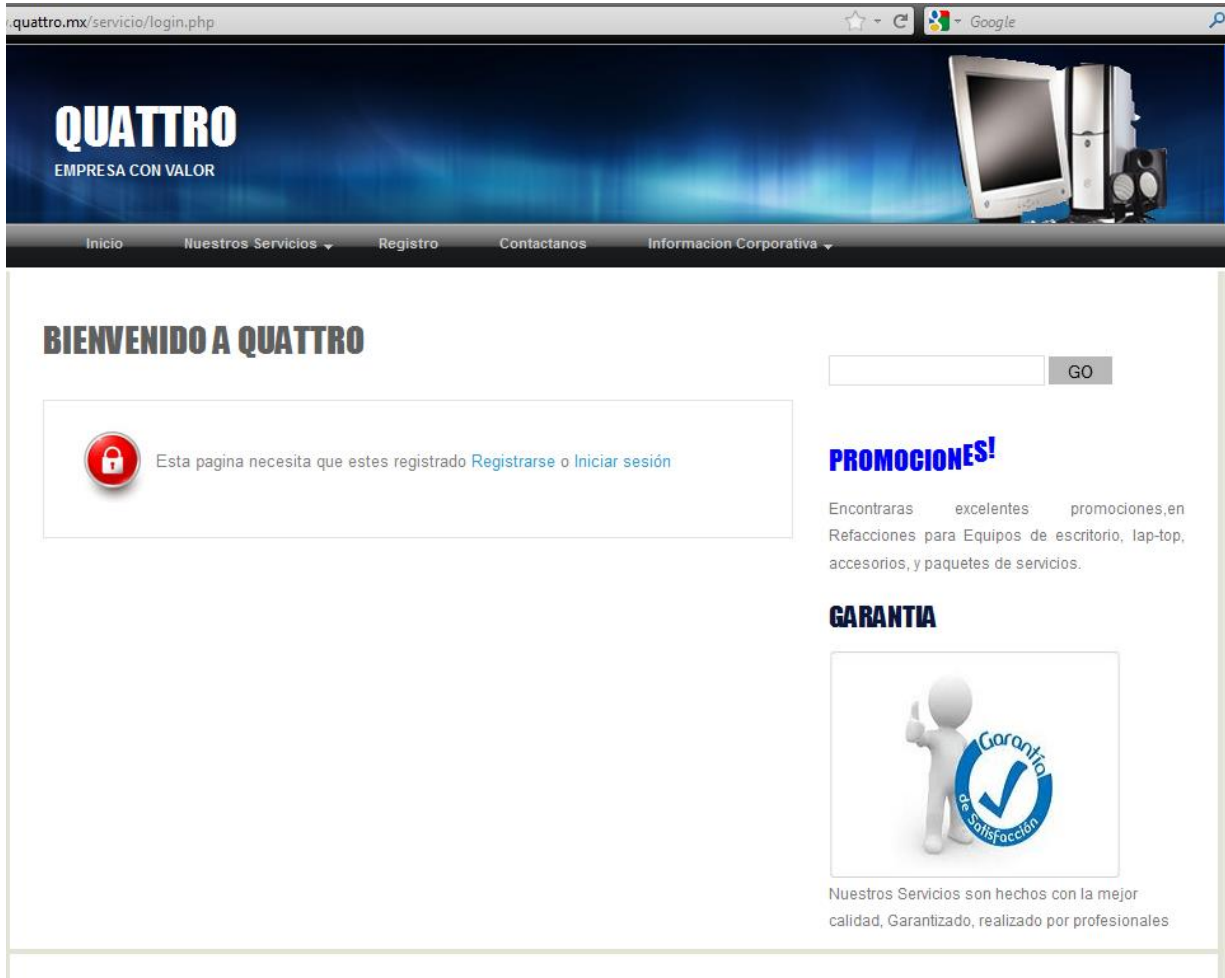 .quattro.mx/servicio/login.php
Google
QUATTRO
EMPRESA CON VALOR
Inicio
Nuestros Servicios
Registro
Contactanos
Informacion Corporativa
BIENVENIDO A QUATTRO
GO
Esta pagina necesita que estes registrado Registrarse o Iniciar sesión
PROMOCIONES!
Encontraras excelentes promociones,en
Refacciones para Equipos de escritorio, lap-top,
accesorios, y paquetes de servicios.
GARANTIA
Garantía
de Satisfacción
Nuestros Servicios son hechos con la mejor
calidad, Garantizado, realizado por profesionales